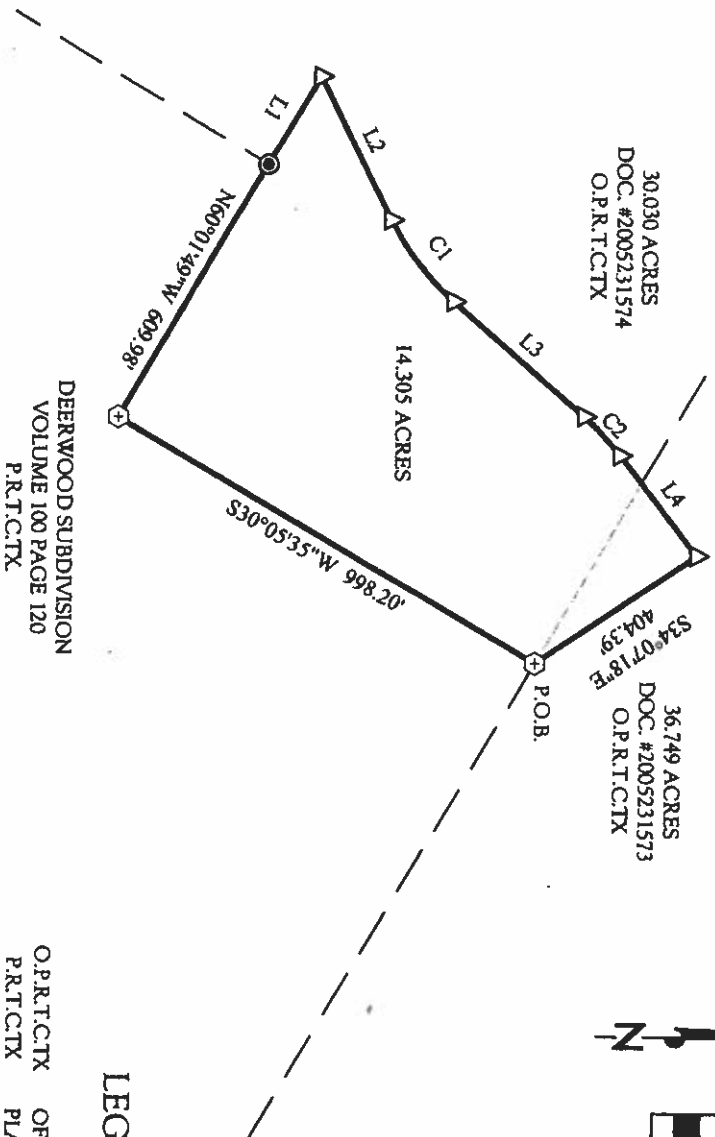 30.030 ACRES
DOC. #2005231574
O.P.R.T.C.TX
36.749 ACRES
DOC. #2005231573
O.P.R.T.C.TX
L1
L2
C1
L3
C2
L4
14.305 ACRES
S34°07'18"E
404.39'
P.O.B.
S30°05'35"W 998.20'
N60°01'49"W 609.98'
DEERWOOD SUBDIVISION
VOLUME 100 PAGE 120
P.R.T.C.TX.
N
LEG
O.P.R.T.C.TX OF
P.R.T.C.TX PLA